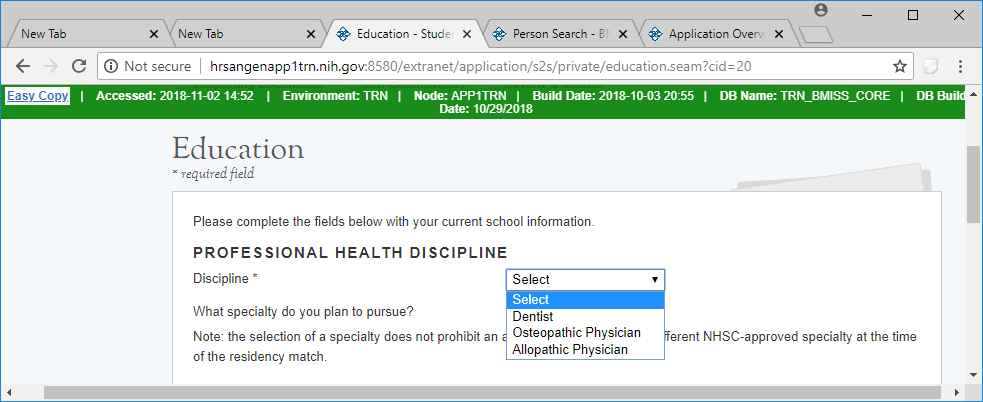 New Tab
New Tab
Education - Stude
Person Search - B
Application Overv
Not secure
hrsangenapp1trn.nih.gov:8580/extranet/application/s2s/private/education.seam?cid=20
Easy Copy | Accessed: 2018-11-02 14:52 | Environment: TRN | Node: APP1TRN | Build Date: 2018-10-03 20:55 | DB Name: TRN_BMISS_CORE | DB Build
Date: 10/29/2018
Education
* required field
Please complete the fields below with your current school information.
PROFESSIONAL HEALTH DISCIPLINE
Discipline *
Select
Select
Dentist
Osteopathic Physician
Allopathic Physician
What specialty do you plan to pursue?
Note: the selection of a specialty does not prohibit an a fferent NHSC-approved specialty at the time
of the residency match.